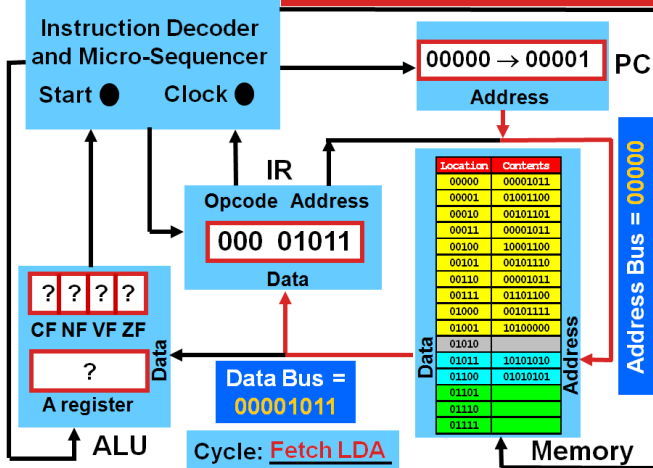 Instruction Decoder
and Micro-Sequencer
Start Clock
00000 → 00001 PC
Address
IR
Opcode Address
000 01011
Data
Location Contents
00000 00001011
00001 01001100
00010 00101101
00011 00001011
00100 10001100
00101 00101110
00110 00001011
00111 01101100
01000 00101111
01001 10100000
01010
01011 10101010
01100 01010101
01101
01110
01111
Data
Address
Address Bus = 00000
? ? ? ?
CF NF VF ZF
?
A register
Data
ALU
Data Bus =
00001011
Cycle: Fetch LDA
Memory